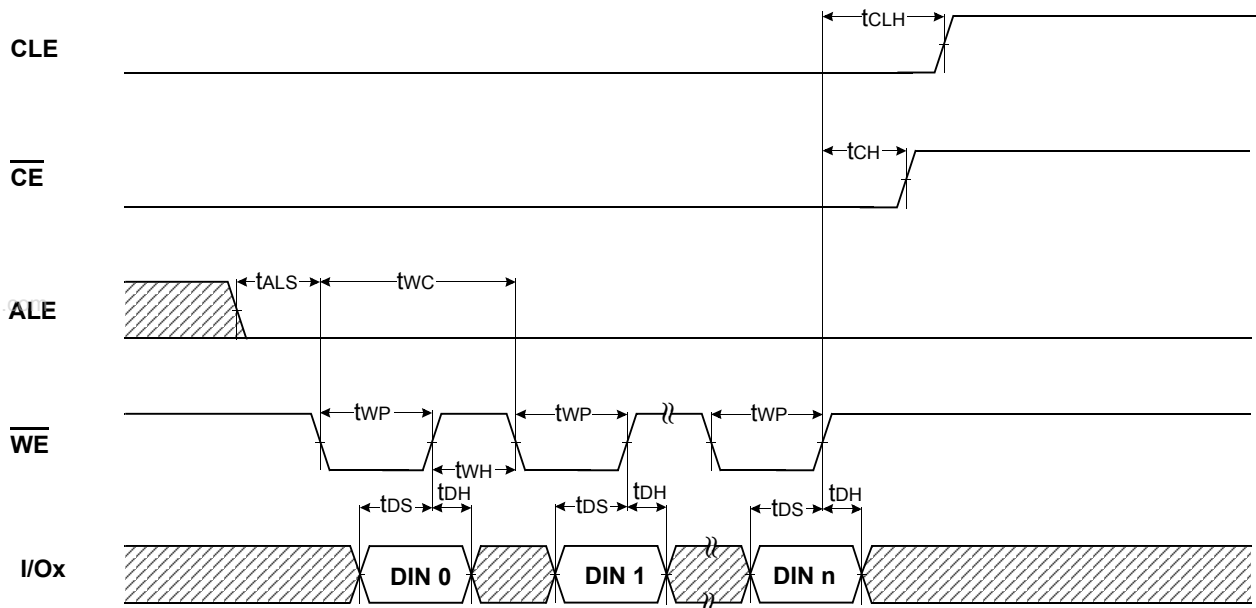 tCLH
CLE
tCH
CE
tALS
tWC
.com
ALE
tWP
tWP
tWP
WE
tWH
tDS
tDH
tDS
tDH
tDS
tDH
I/Ox
DIN 0
DIN 1
DIN n